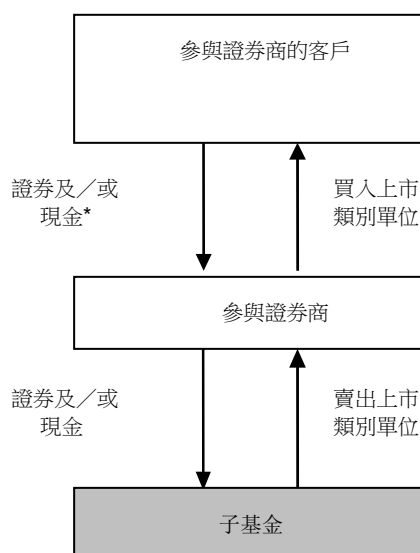 參與證券商的客戶
證券及／或
現金*
買入上市
類別單位
參與證券商
證券及／或
現金
賣出上市
類別單位
子基金